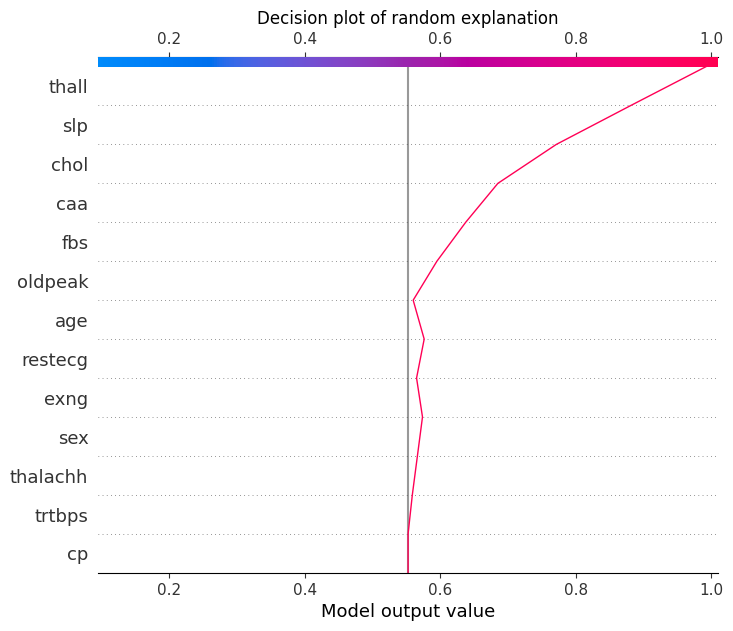 Decision plot of random explanation
0.2 0.4 0.6 0.8 1.0
thall
slp
chol
caa
fbs
oldpeak
age
restecg
exng
sex
thalachh
trtbps
cp
0.2 0.4 0.6 0.8 1.0
Model output value